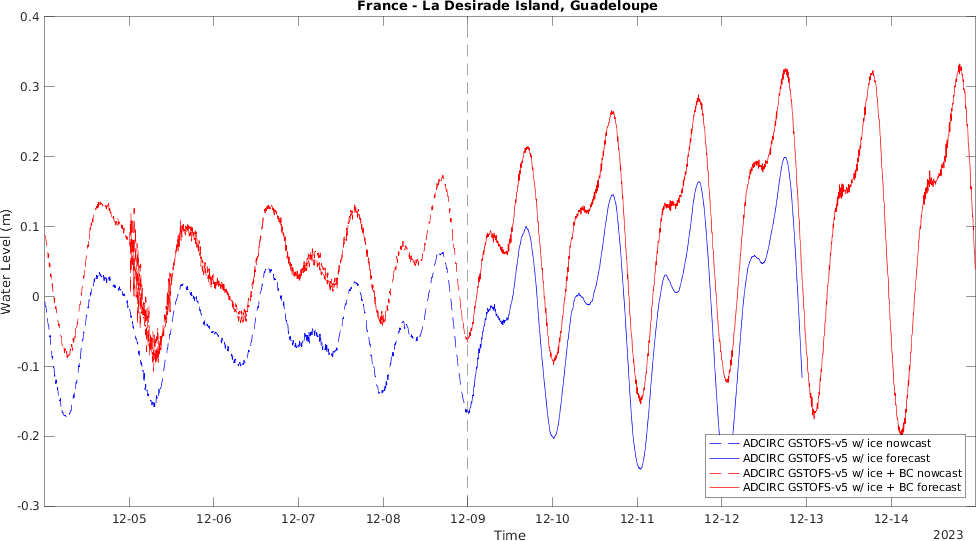 France - La Desirade Island, Guadeloupe
Water Level (m)
0.4
0.3
0.2
0.1
0
-0.1
-0.2
-0.3
ADCIRC GSTOFS-v5 w/ ice nowcast
ADCIRC GSTOFS-v5 w/ ice forecast
ADCIRC GSTOFS-v5 w/ ice + BC nowcast
ADCIRC GSTOFS-v5 w/ ice + BC forecast
12-05 12-06 12-07 12-08 12-09 12-10 12-11 12-12 12-13 12-14
Time
2023